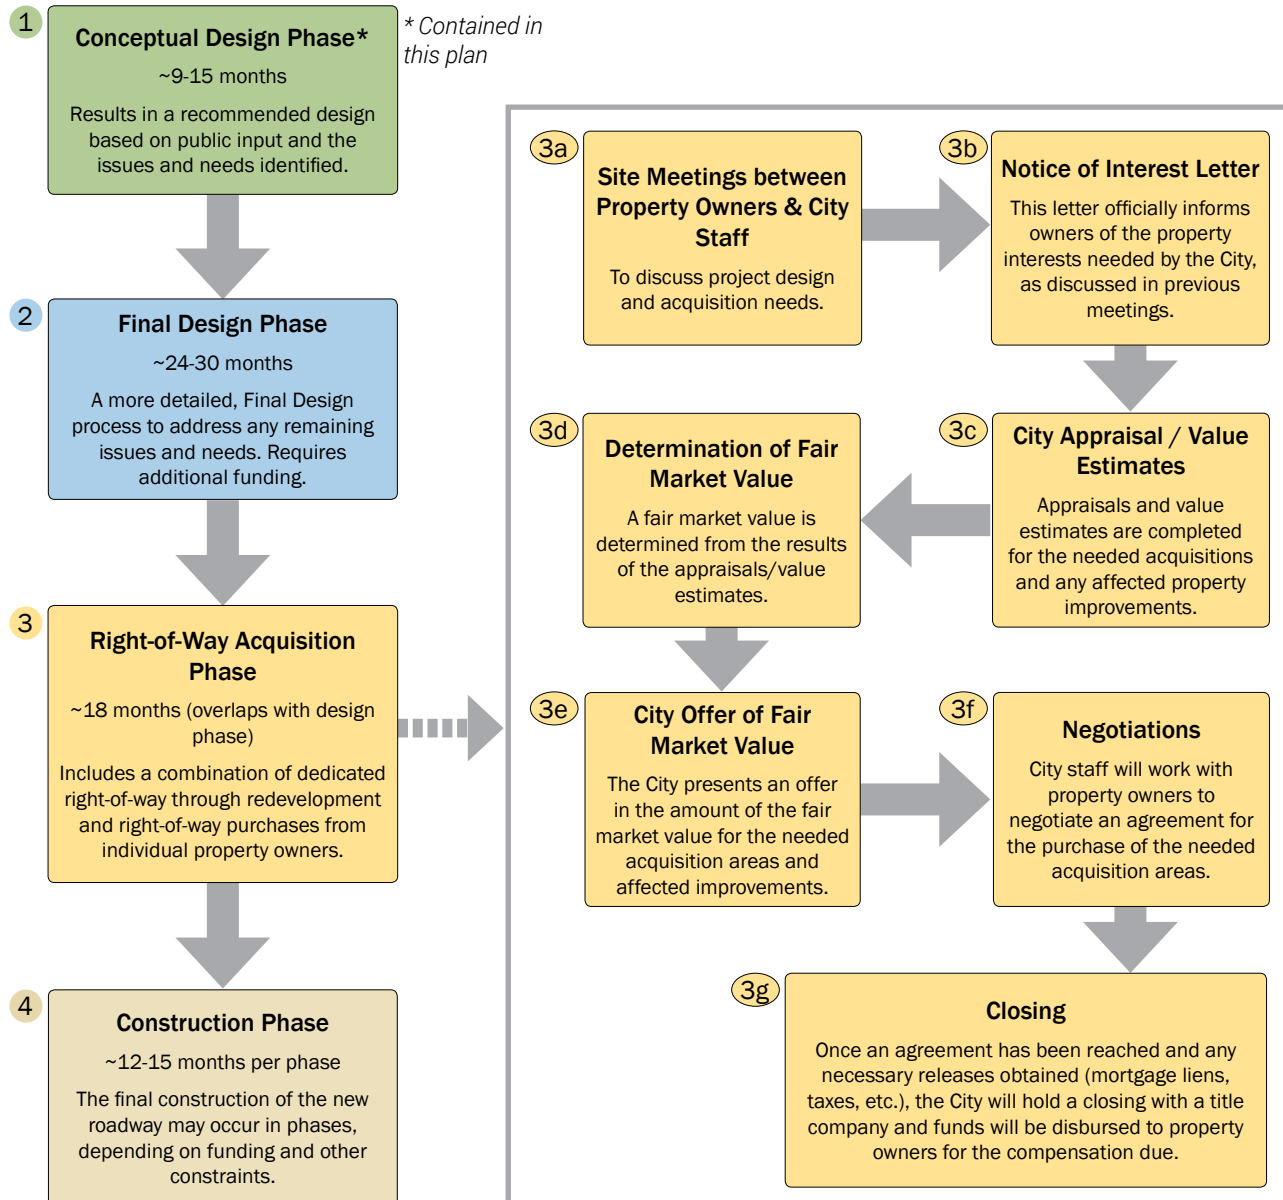 1
Conceptual Design Phase*
~9-15 months
Results in a recommended design
based on public input and the
issues and needs identified.
* Contained in
this plan
2
Final Design Phase
~24-30 months
A more detailed, Final Design
process to address any remaining
issues and needs. Requires
additional funding.
3
Right-of-Way Acquisition
Phase
~18 months (overlaps with design
phase)
Includes a combination of dedicated
right-of-way through redevelopment
and right-of-way purchases from
individual property owners.
4
Construction Phase
~12-15 months per phase
The final construction of the new
roadway may occur in phases,
depending on funding and other
constraints.
3a
Site Meetings between
Property Owners & City
Staff
To discuss project design
and acquisition needs.
3b
Notice of Interest Letter
This letter officially informs
owners of the property
interests needed by the City,
as discussed in previous
meetings.
3c
City Appraisal / Value
Estimates
Appraisals and value
estimates are completed
for the needed acquisitions
and any affected property
improvements.
3d
Determination of Fair
Market Value
A fair market value is
determined from the results
of the appraisals/value
estimates.
3e
City Offer of Fair
Market Value
The City presents an offer
in the amount of the fair
market value for the needed
acquisition areas and
affected improvements.
3f
Negotiations
City staff will work with
property owners to
negotiate an agreement for
the purchase of the needed
acquisition areas.
3g
Closing
Once an agreement has been reached and any
necessary releases obtained (mortgage liens,
taxes, etc.), the City will hold a closing with a title
company and funds will be disbursed to property
owners for the compensation due.